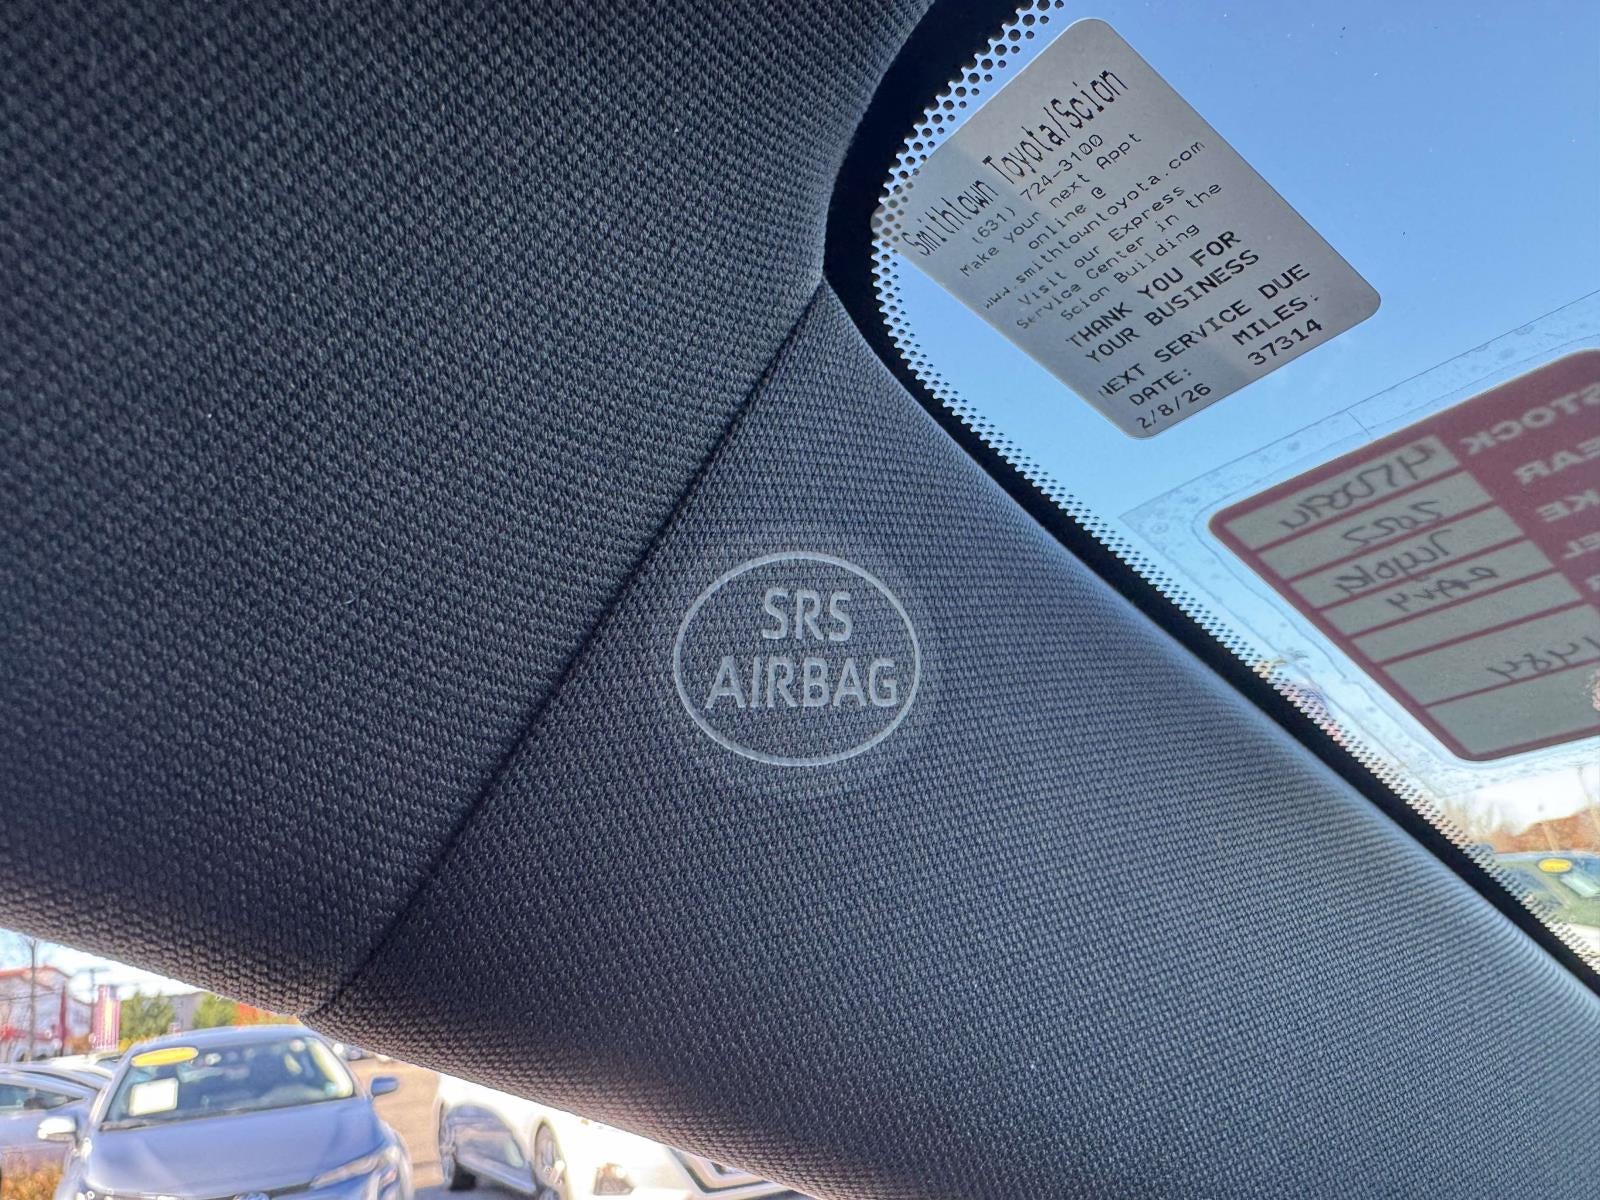 Smithtown Toyota/Scion
(631) 724-3100
Make your next Appt
online @
www.smithtowntoyota.com
Visit our Express
Service Center in the
Scion Building
THANK YOU FOR
YOUR BUSINESS
NEXT SERVICE DUE
DATE: MILES:
2/8/26 37314
SRS
AIRBAG
STOCK
2022